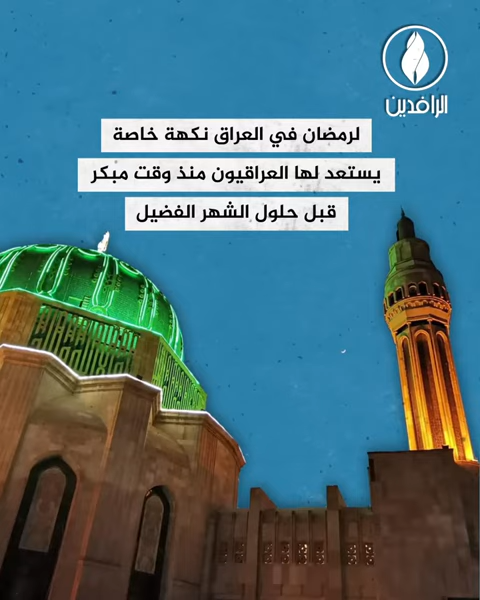 الرافدين
لرمضان في العراق نكهة خاصة
يستعد لها العراقيون منذ وقت مبكر
قبل حلول الشهر الفضيل